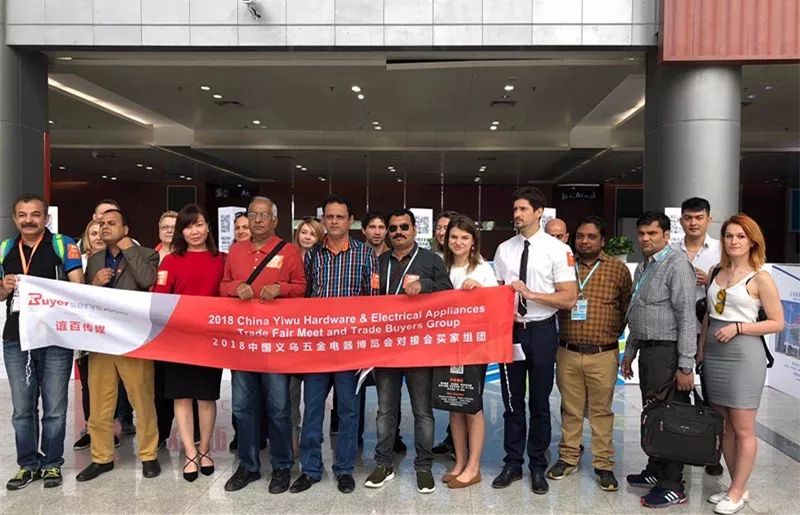 Buyerserve
谊百传媒
2018 China Yiwu Hardware & Electrical Appliances
Trade Fair Meet and Trade Buyers Group
2018中国义乌五金电器博览会对接会买家组团